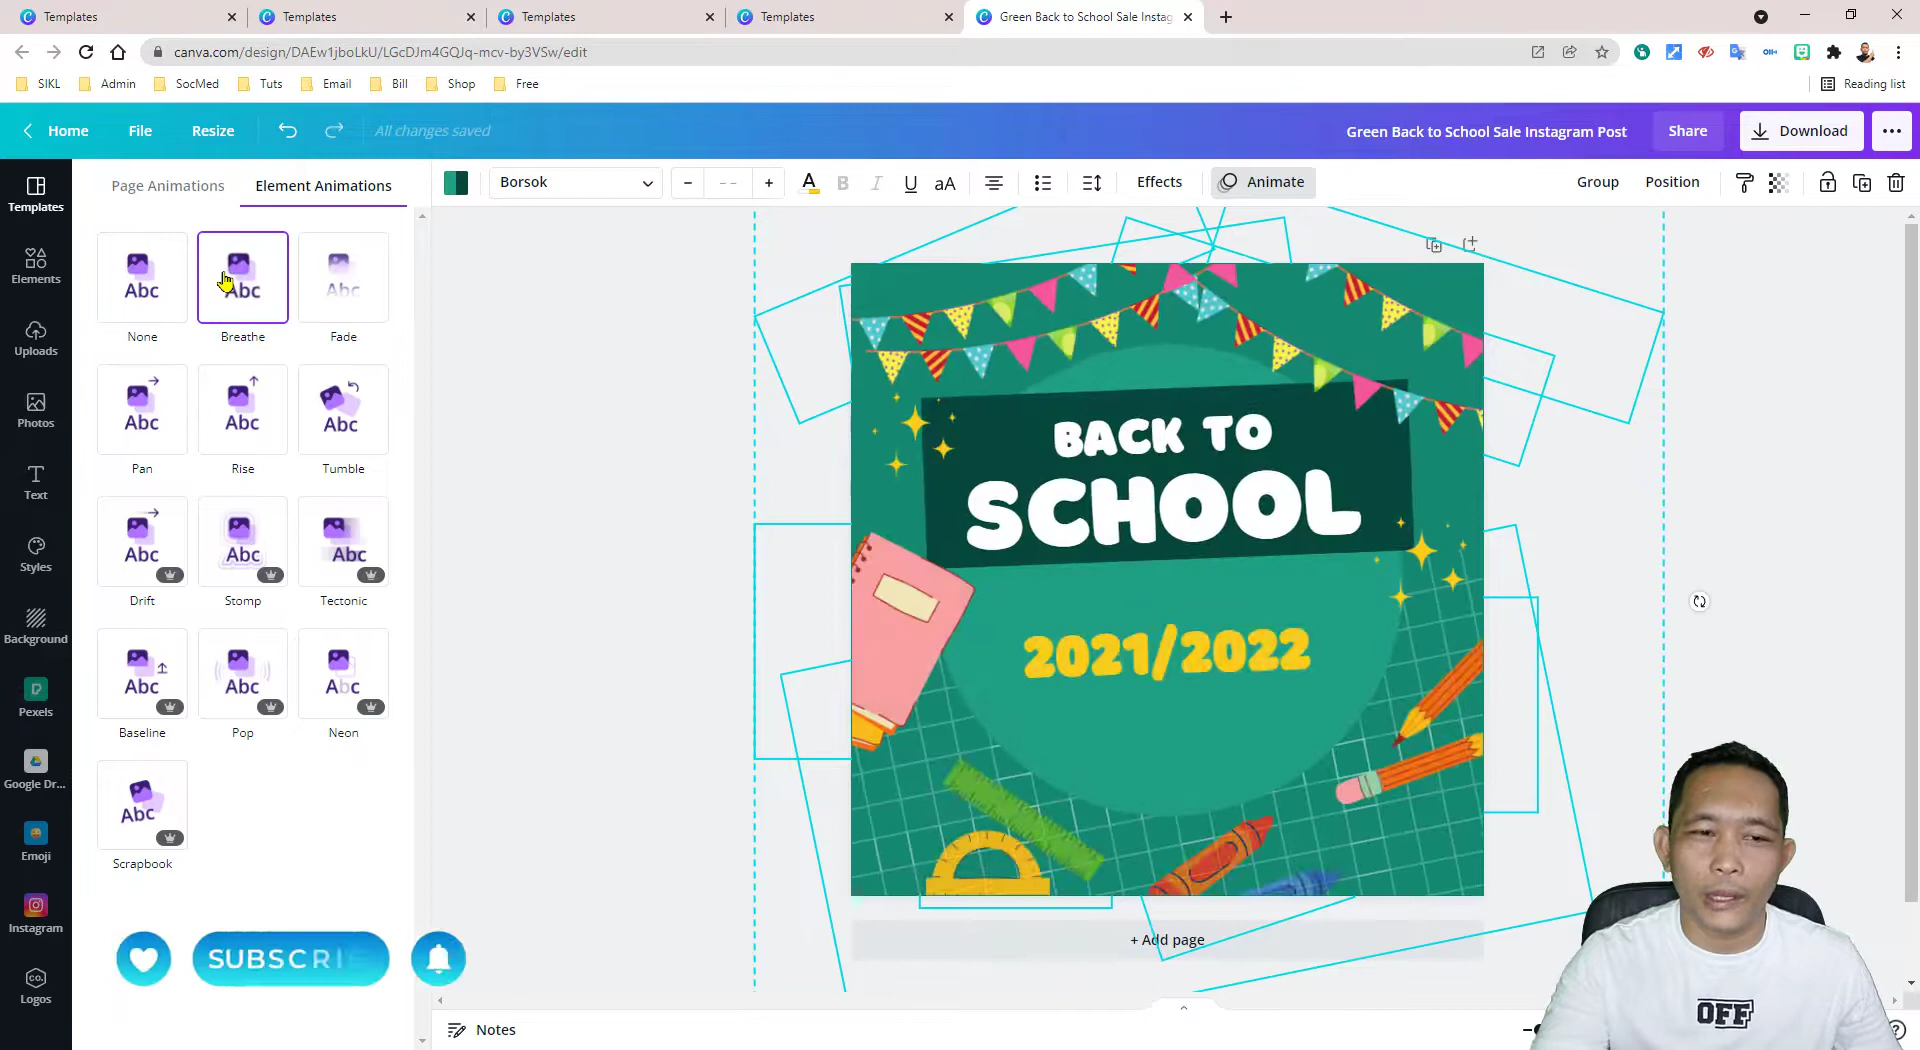 Templates
Templates
Templates
Templates
Green Back to School Sale Instag
canva.com/design/DAEw1jboLkU/LGcDJm4GQJq-mcv-by3VSw/edit
SIKL
Admin
SocMed
Tuts
Email
Bill
Shop
Free
Reading list
Home
File
Resize
All changes saved
Green Back to School Sale Instagram Post
Share
Download
Templates
Elements
Uploads
Photos
Text
Styles
Background
Pexels
Google Dr...
Emoji
Instagram
CO.
Logos
Page Animations
Element Animations
Borsok
- -
A
B
I
U
aA
Effects
Animate
Group
Position
Abc
None
Abc
Breathe
Abc
Fade
Abc
Pan
Abc
Rise
Abc
Tumble
Abc
Drift
Abc
Stomp
Abc
Tectonic
Abc
Baseline
Abc
Pop
Abc
Neon
Abc
Scrapbook
BACK TO
SCHOOL
2021/2022
+ Add page
SUBSCRI
Notes
OFF